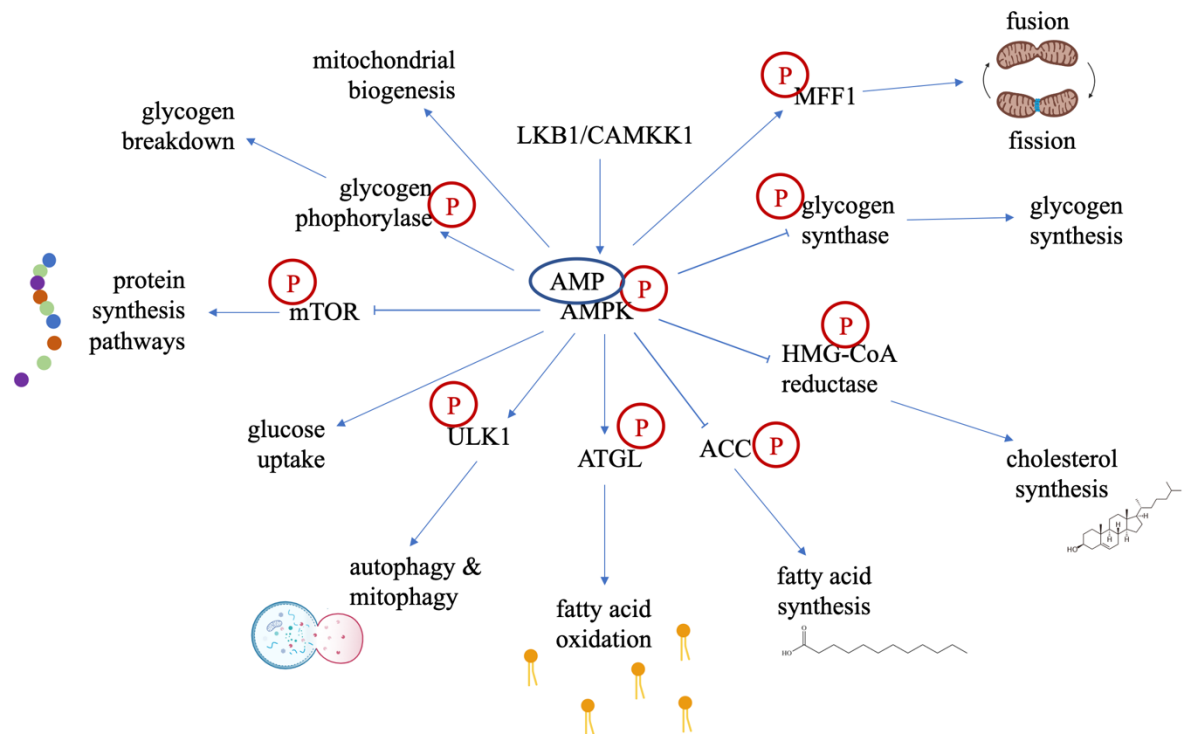 fusion
mitochondrial
biogenesis
P
MFF1
glycogen
breakdown
LKB1/CAMKK1
fission
glycogen
phophorylase
P
P
glycogen
synthase
glycogen
synthesis
AMP
P
AMPK
protein
synthesis
pathways
P
mTOR
P
HMG-CoA
reductase
glucose
uptake
P
ULK1
P
ATGL
ACC
P
cholesterol
synthesis
H
H
H
HO
autophagy &
mitophagy
fatty acid
oxidation
fatty acid
synthesis
O
HO